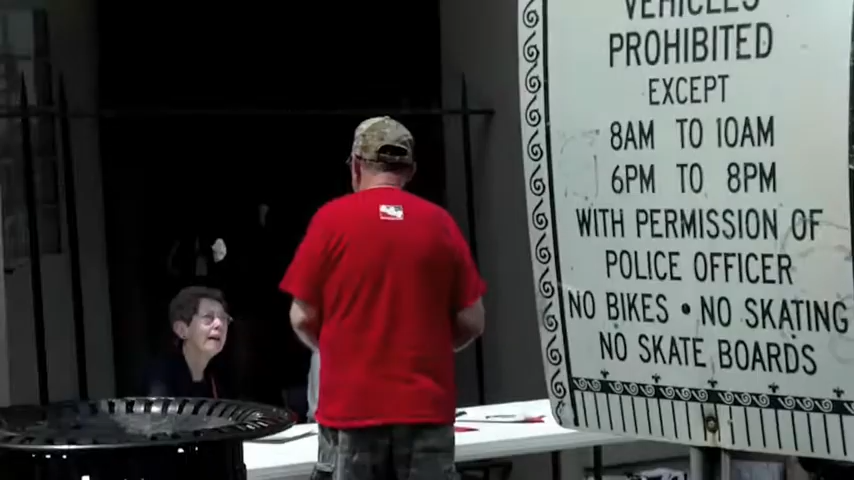 VEHICLES
PROHIBITED
EXCEPT
8AM TO 10AM
6PM TO 8PM
WITH PERMISSION OF
POLICE OFFICER
NO BIKES • NO SKATING
NO SKATE BOARDS